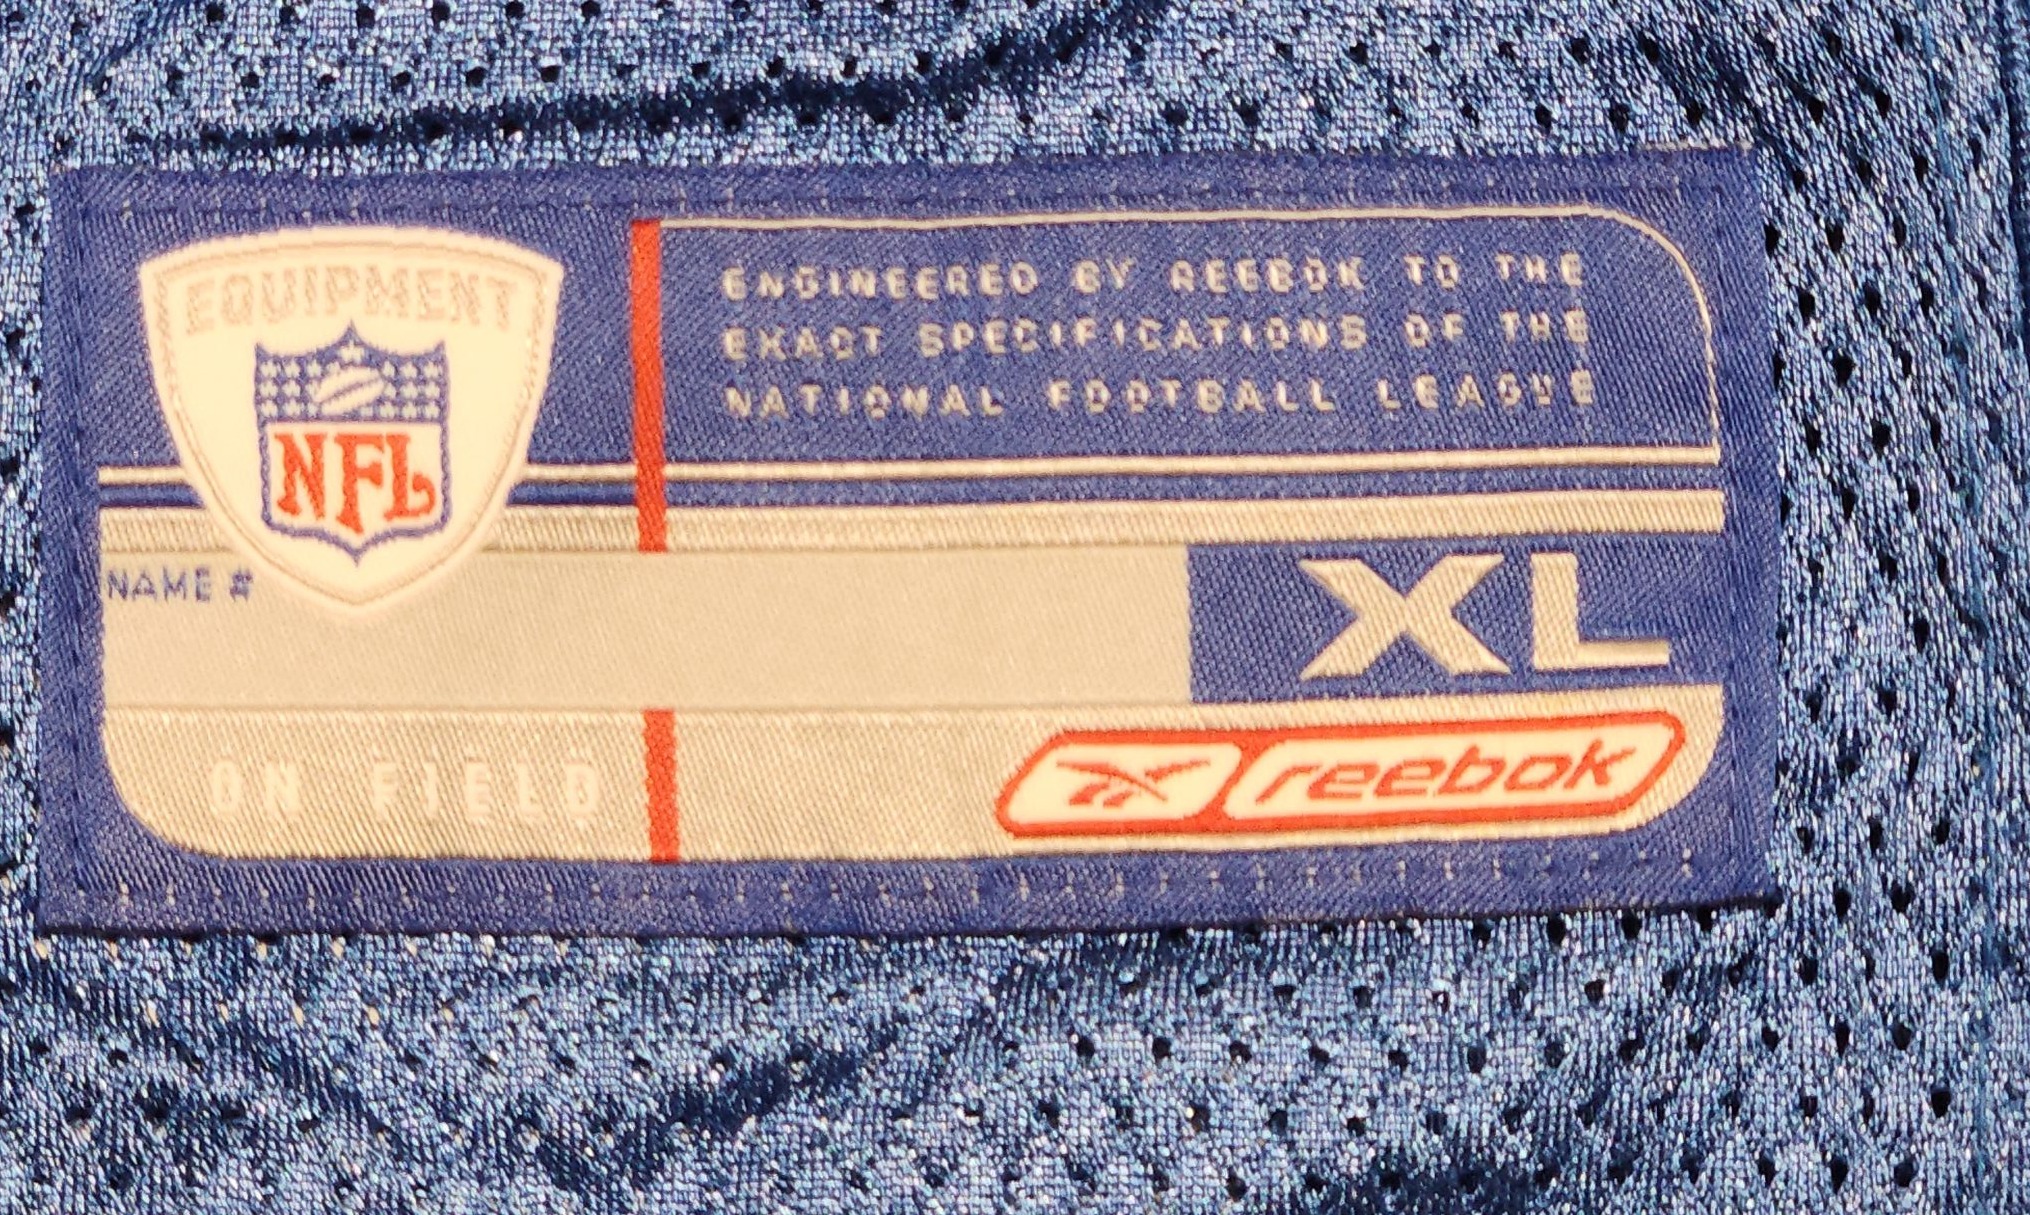 EQUIPMENT
NFL
ENGINEERED BY REEBOK TO THE
EXACT SPECIFICATIONS OF THE
NATIONAL FOOTBALL LEAGUE
NAME #
XL
ON FIELD
reebok